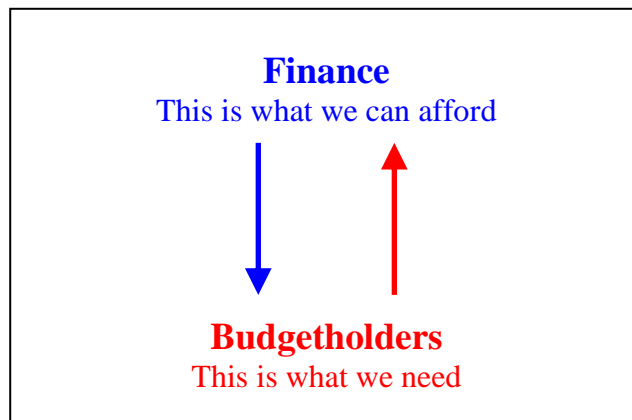 Finance
This is what we can afford
Budgetholders
This is what we need